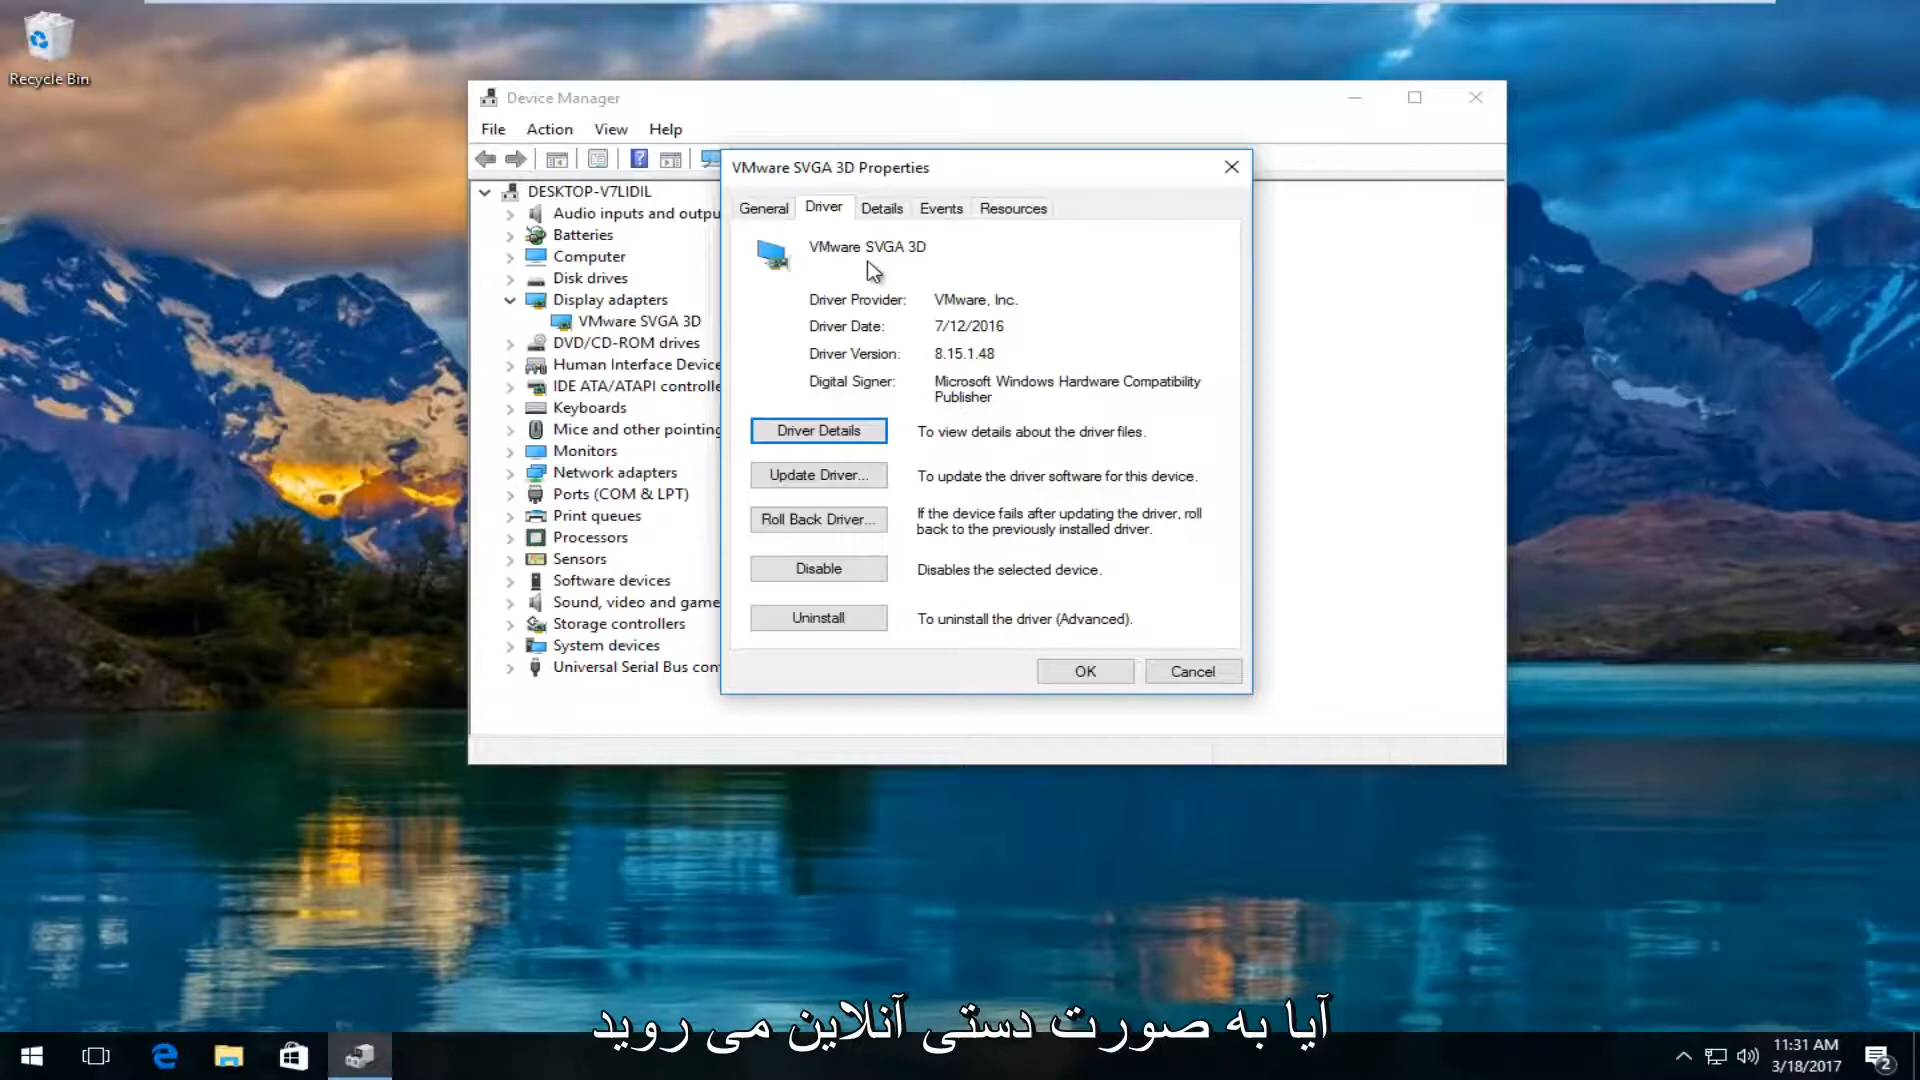 Recycle Bin
Device Manager
File Action View Help
DESKTOP-V7LIDIL
Audio inputs and outpu
Batteries
Computer
Disk drives
Display adapters
VMware SVGA 3D
DVD/CD-ROM drives
Human Interface Device
IDE ATA/ATAPI controlle
Keyboards
Mice and other pointing
Monitors
Network adapters
Ports (COM & LPT)
Print queues
Processors
Sensors
Software devices
Sound, video and game
Storage controllers
System devices
Universal Serial Bus con
VMware SVGA 3D Properties
General Driver Details Events Resources
VMware SVGA 3D
Driver Provider: VMware, Inc.
Driver Date: 7/12/2016
Driver Version: 8.15.1.48
Digital Signer: Microsoft Windows Hardware Compatibility
Publisher
Driver Details To view details about the driver files.
Update Driver... To update the driver software for this device.
Roll Back Driver... If the device fails after updating the driver, roll
back to the previously installed driver.
Disable Disables the selected device.
Uninstall To uninstall the driver (Advanced).
OK Cancel
آیا به صورت دستی آنلاین می روید
11:31 AM
3/18/2017
2